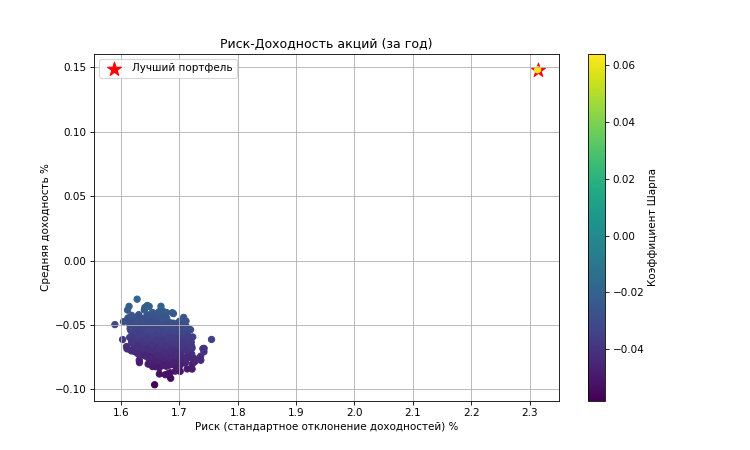 Риск-Доходность акций (за год)
Лучший портфель
Средняя доходность %
0.15
0.10
0.05
0.00
−0.05
−0.10
1.6 1.7 1.8 1.9 2.0 2.1 2.2 2.3
Риск (стандартное отклонение доходностей) %
0.06
0.04
0.02
0.00
−0.02
−0.04
Коэффициент Шарпа